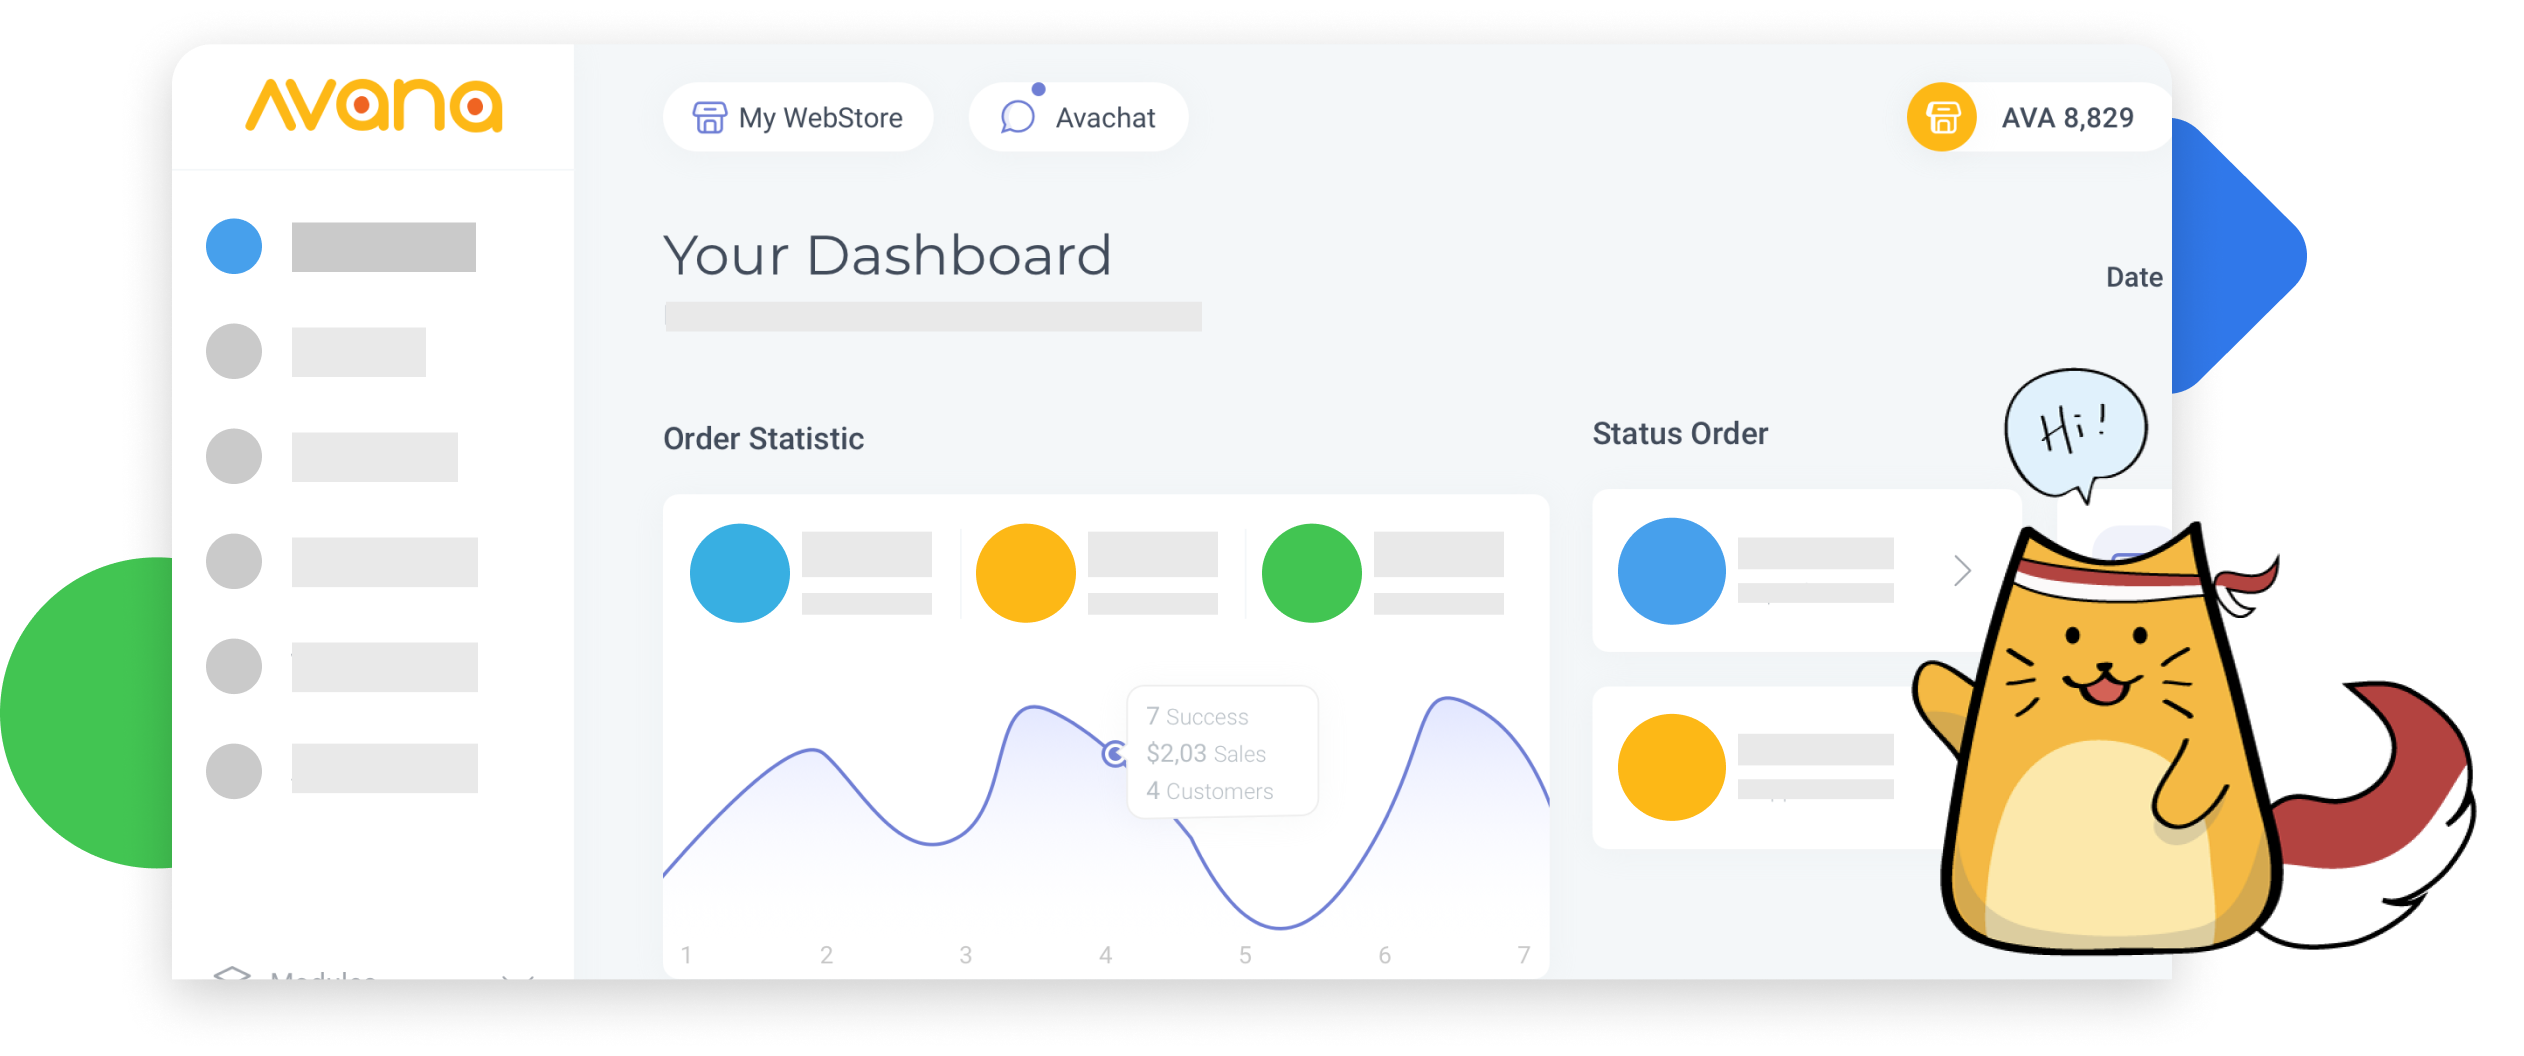 AVana
My WebStore
Avachat
AVA 8,829
Your Dashboard
Date
Order Statistic
Status Order
Hi!
7 Success
$2,03 Sales
4 Customers
1 2 3 4 5 6 7
Modules